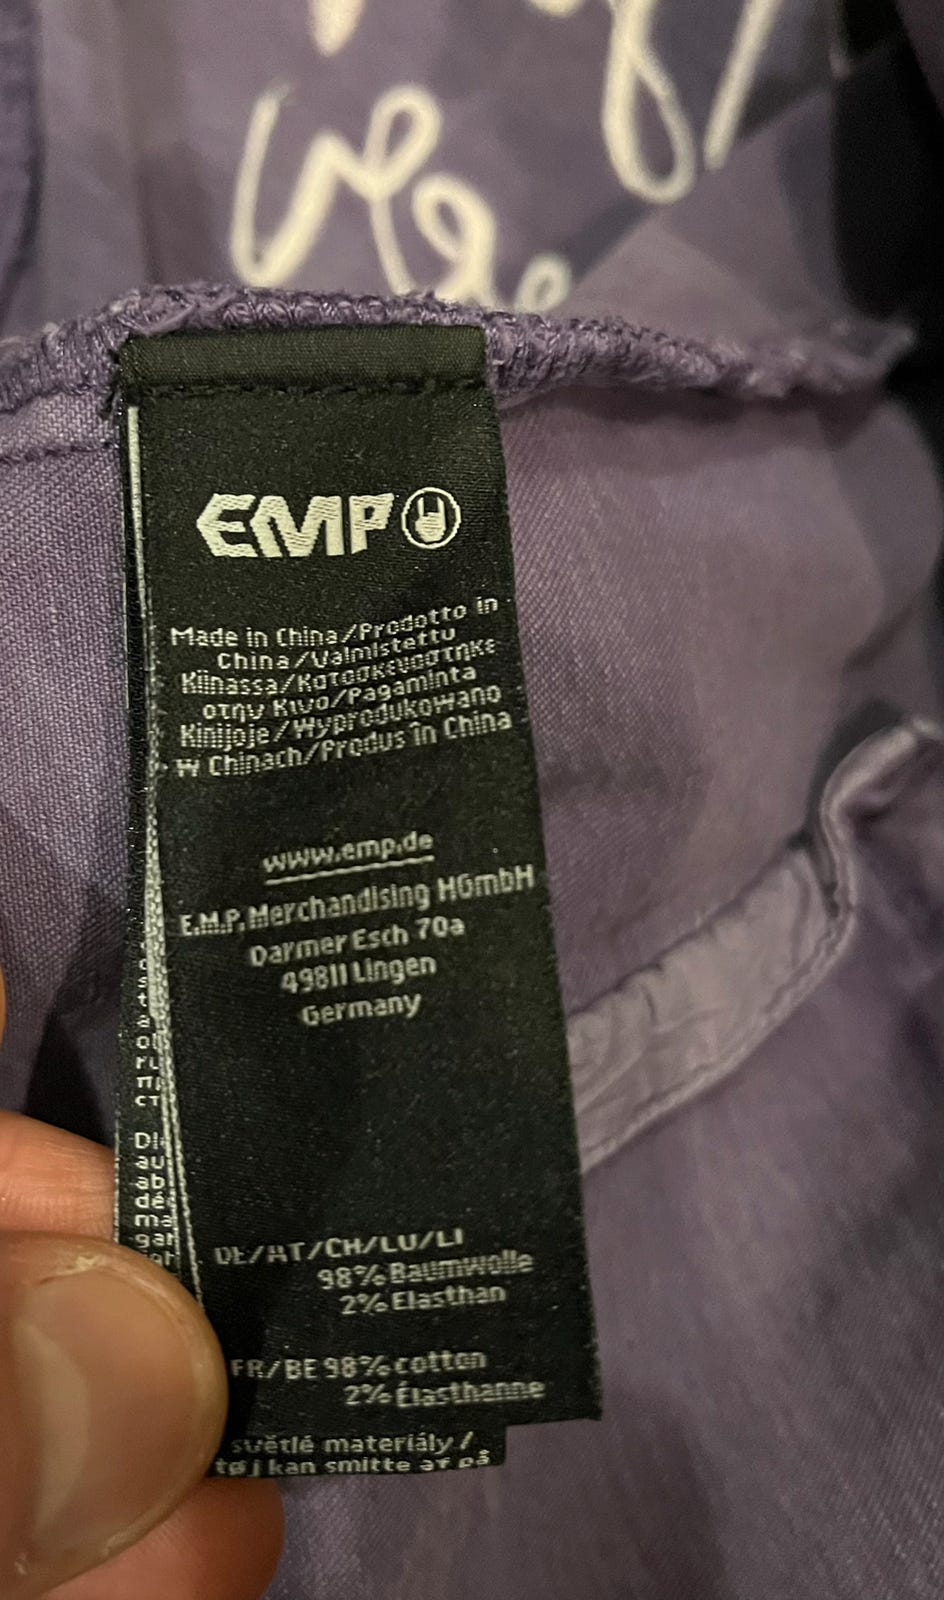 EMP
Made in China/Prodotto in
China/Valmistettu
Kiinassa/Κατασκευάστηκε
στην Κίνα/Pagaminta
Kinijoje/Wyprodukowano
w Chinach/Produs în China
www.emp.de
E.M.P. Merchandising HGmbH
Darmer Esch 70a
49811 Lingen
Germany
DE/AT/CH/LU/LI
98% Baumwolle
2% Elasthan
FR/BE 98% cotton
2% Élasthanne
světlé materiály /
tøj kan smitte af på